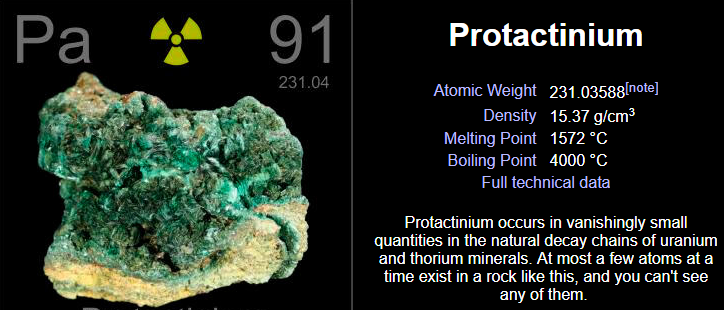 Pa 91
231.04
Protactinium
Atomic Weight 231.03588[note]
Density 15.37 g/cm³
Melting Point 1572 °C
Boiling Point 4000 °C
Full technical data
Protactinium occurs in vanishingly small
quantities in the natural decay chains of uranium
and thorium minerals. At most a few atoms at a
time exist in a rock like this, and you can't see
any of them.